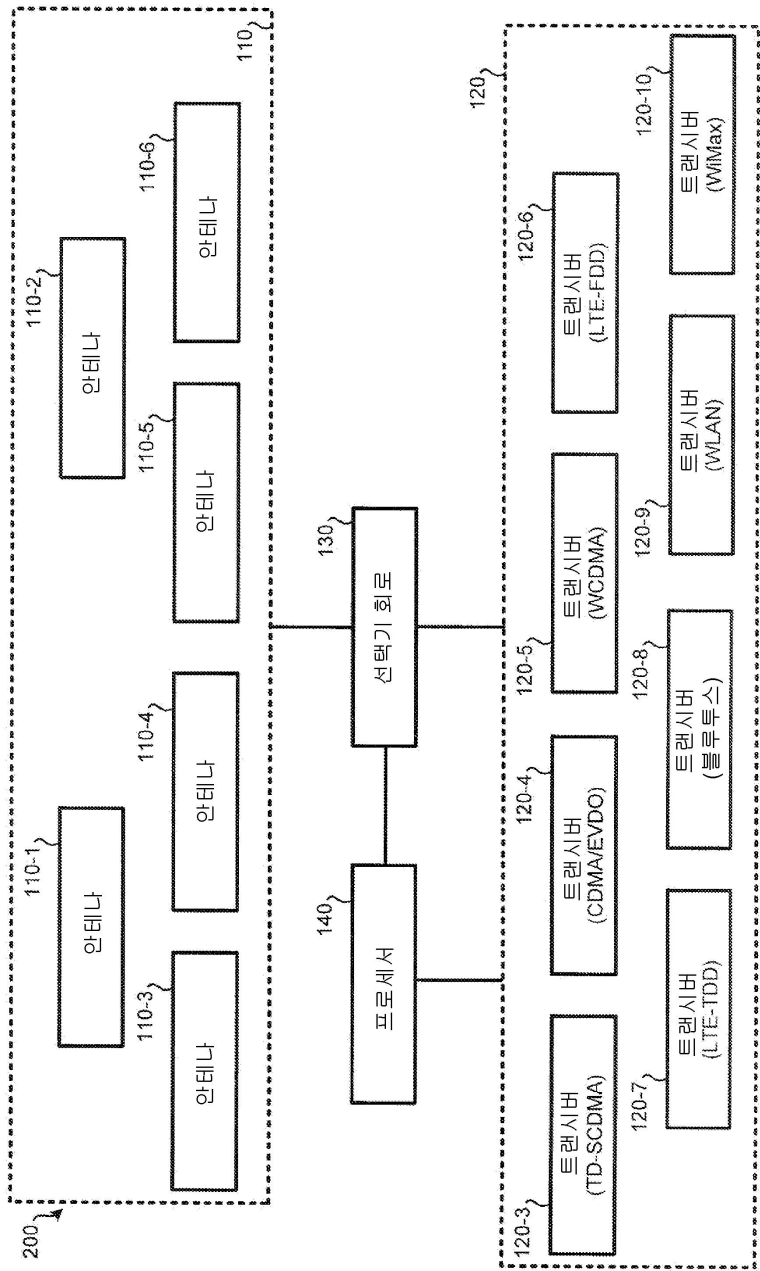 200
110
110-1
안테나
110-2
안테나
110-3
안테나
110-4
안테나
110-5
안테나
110-6
안테나
140
프로세서
130
선택기 회로
120
120-3
트랜시버
(TD-SCDMA)
120-4
트랜시버
(CDMA/EVDO)
120-5
트랜시버
(WCDMA)
120-6
트랜시버
(LTE-FDD)
120-7
트랜시버
(LTE-TDD)
120-8
트랜시버
(블루투스)
120-9
트랜시버
(WLAN)
120-10
트랜시버
(WiMax)